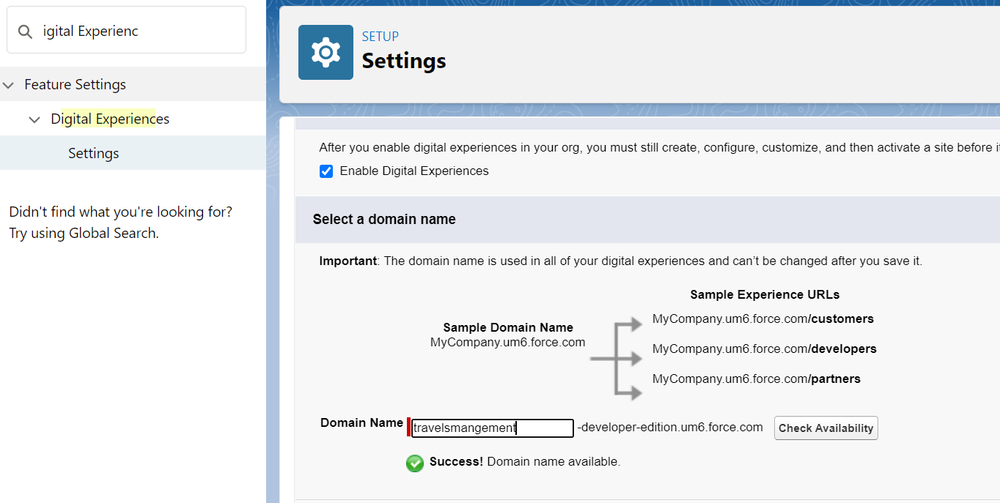 igital Experienc
Feature Settings
Digital Experiences
Settings
Didn't find what you're looking for?
Try using Global Search.
SETUP
Settings
After you enable digital experiences in your org, you must still create, configure, customize, and then activate a site before it
Enable Digital Experiences
Select a domain name
Important: The domain name is used in all of your digital experiences and can’t be changed after you save it.
Sample Experience URLs
Sample Domain Name
MyCompany.um6.force.com
MyCompany.um6.force.com/customers
MyCompany.um6.force.com/developers
MyCompany.um6.force.com/partners
Domain Name travelsmangement -developer-edition.um6.force.com Check Availability
Success! Domain name available.